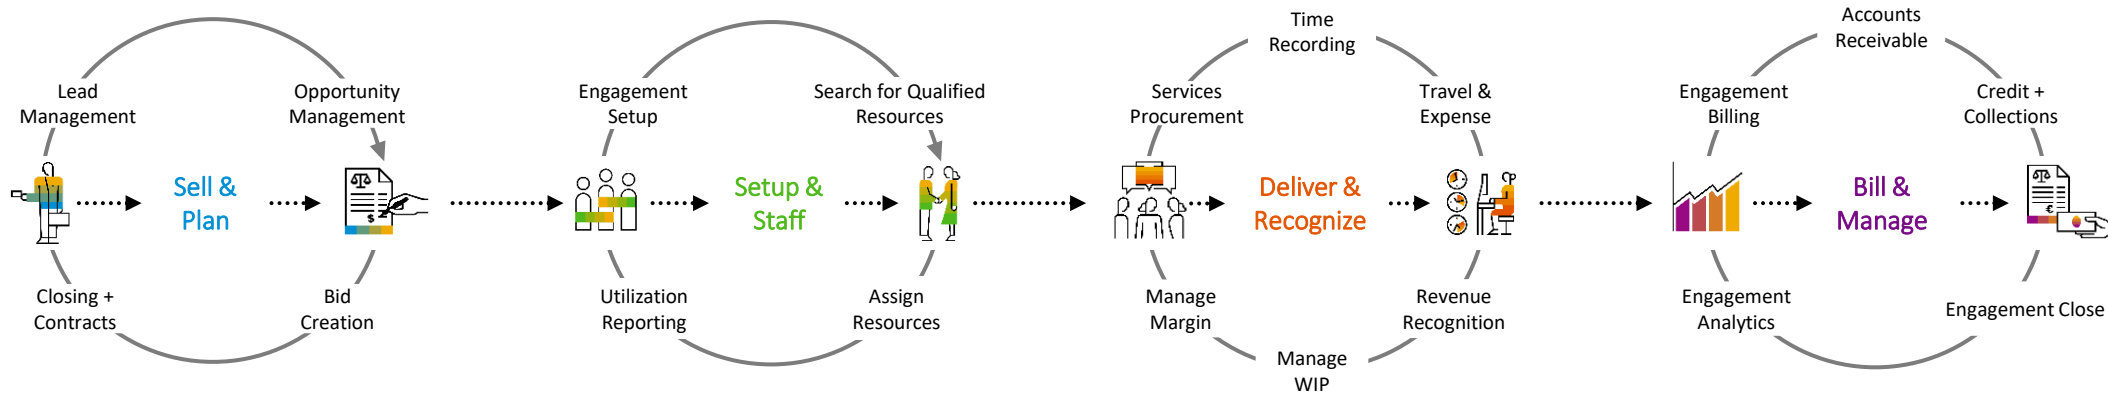 Lead
Management
Opportunity
Management
Sell &
Plan
$
Closing +
Contracts
Bid
Creation
Engagement
Setup
Search for Qualified
Resources
Setup &
Staff
Utilization
Reporting
Assign
Resources
Time
Recording
Services
Procurement
Travel &
Expense
Deliver &
Recognize
Manage
Margin
Revenue
Recognition
Manage
WIP
Accounts
Receivable
Engagement
Billing
Credit +
Collections
Bill &
Manage
€
Engagement
Analytics
Engagement Close